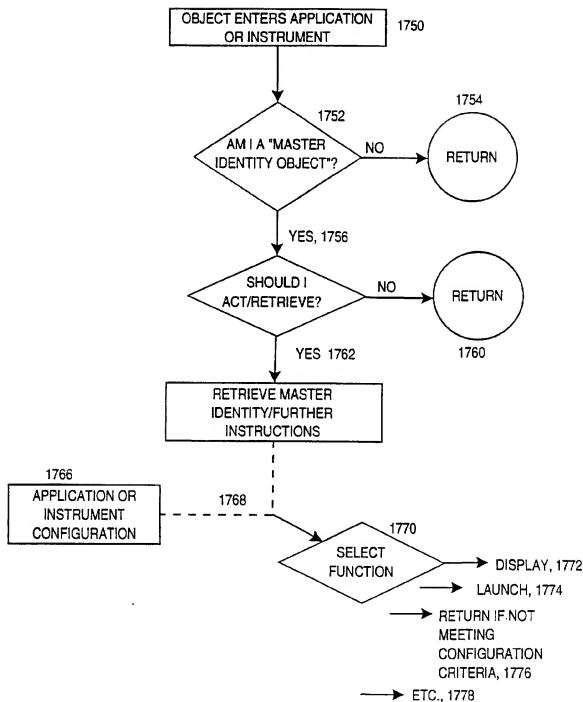 OBJECT ENTERS APPLICATION
OR INSTRUMENT
1750
1752
1754
AM I A "MASTER
IDENTITY OBJECT"?
NO
RETURN
YES, 1756
SHOULD I
ACT/RETRIEVE?
NO
RETURN
1760
YES 1762
RETRIEVE MASTER
IDENTITY/FURTHER
INSTRUCTIONS
1766
APPLICATION OR
INSTRUMENT
CONFIGURATION
1768
1770
SELECT
FUNCTION
DISPLAY, 1772
LAUNCH, 1774
RETURN IF NOT
MEETING
CONFIGURATION
CRITERIA, 1776
ETC., 1778